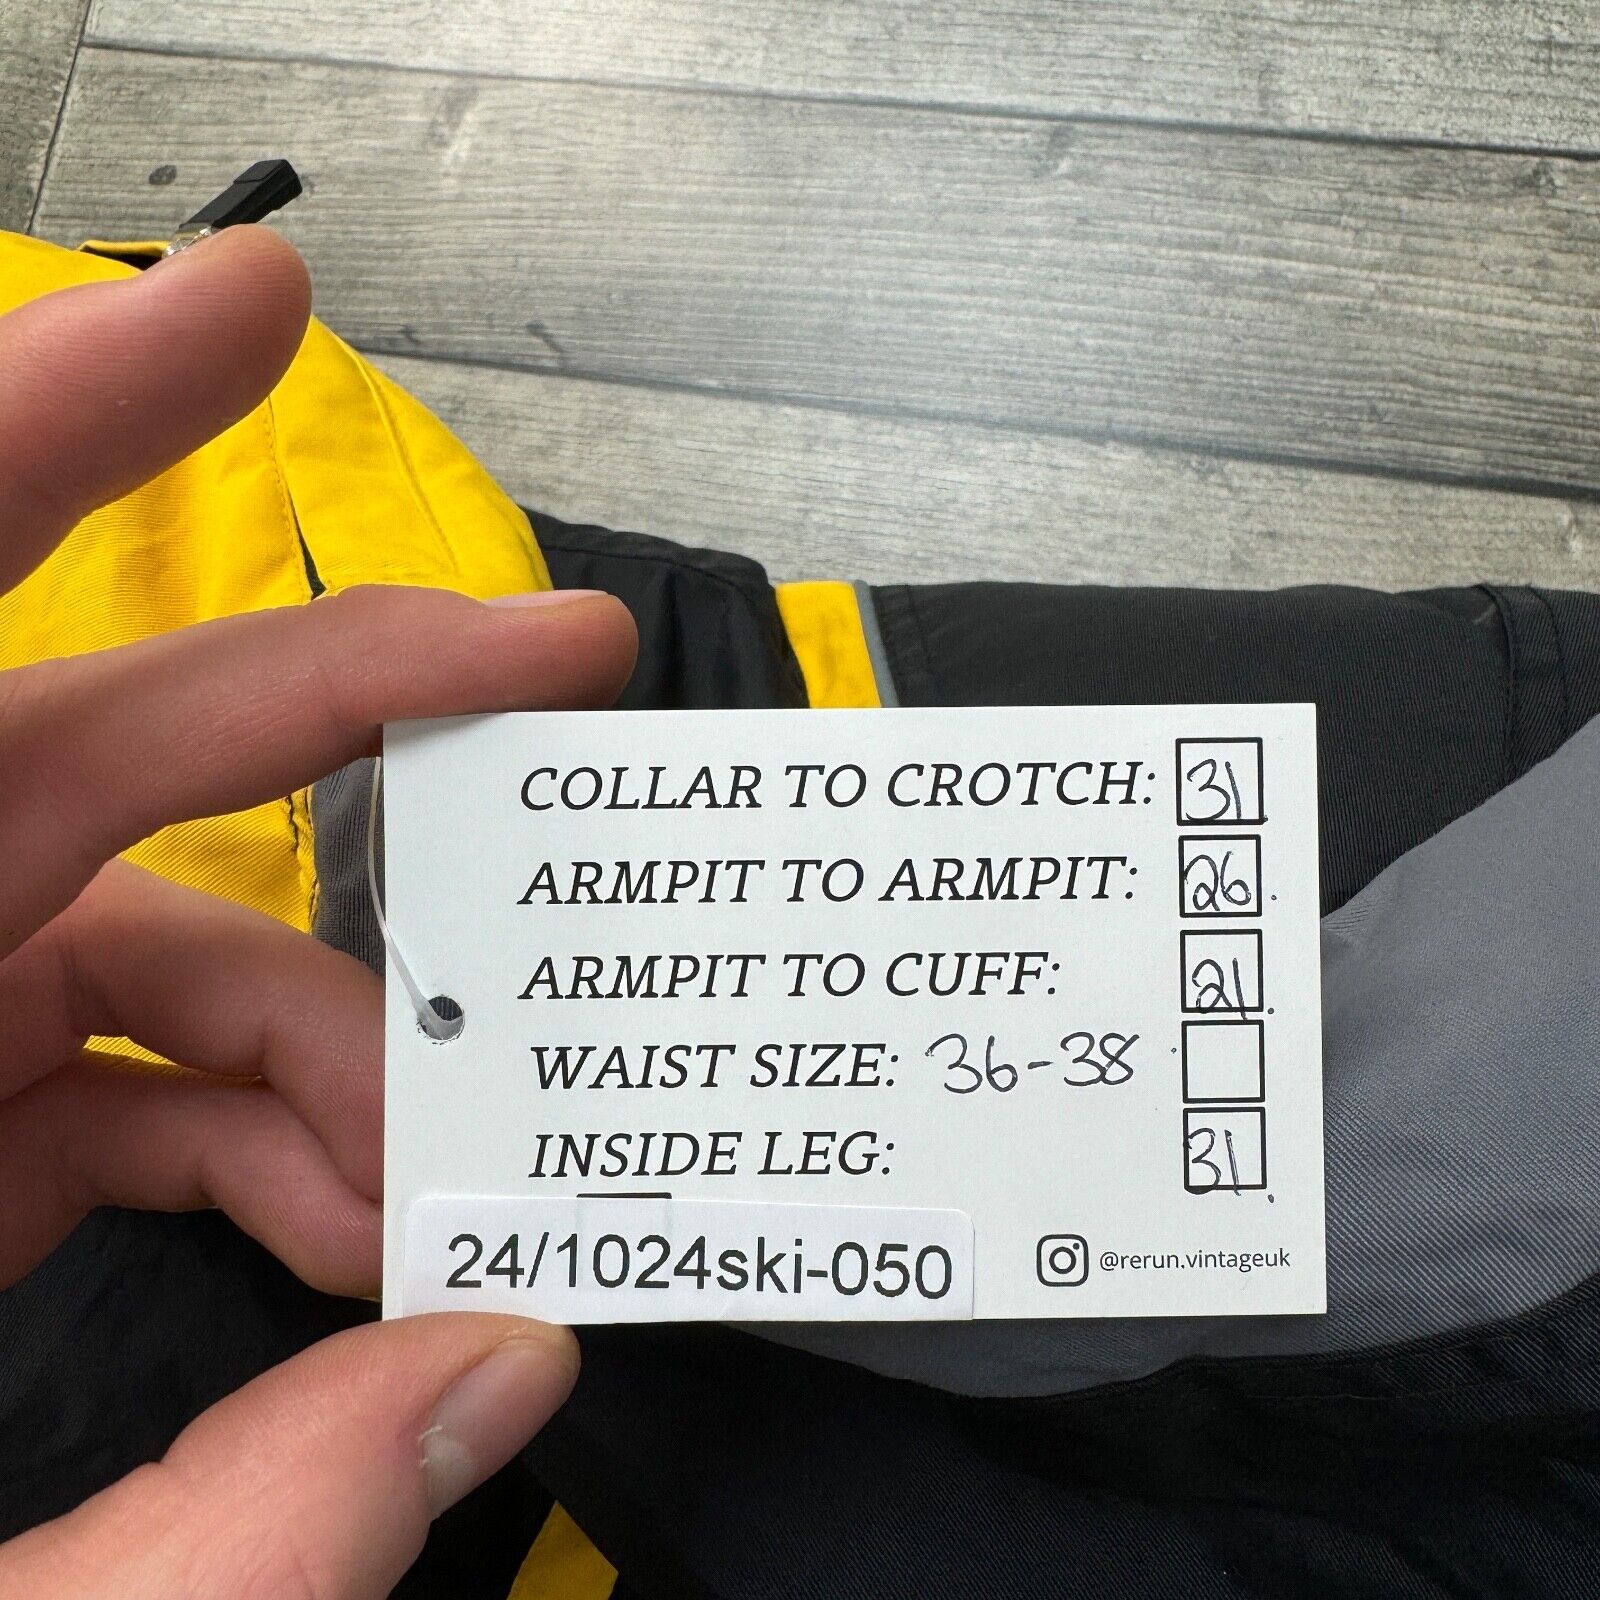 COLLAR TO CROTCH: 31.
ARMPIT TO ARMPIT: 26.
ARMPIT TO CUFF: 21.
WAIST SIZE: 36-38
INSIDE LEG: 31.
24/1024ski-050
@rerun.vintageuk